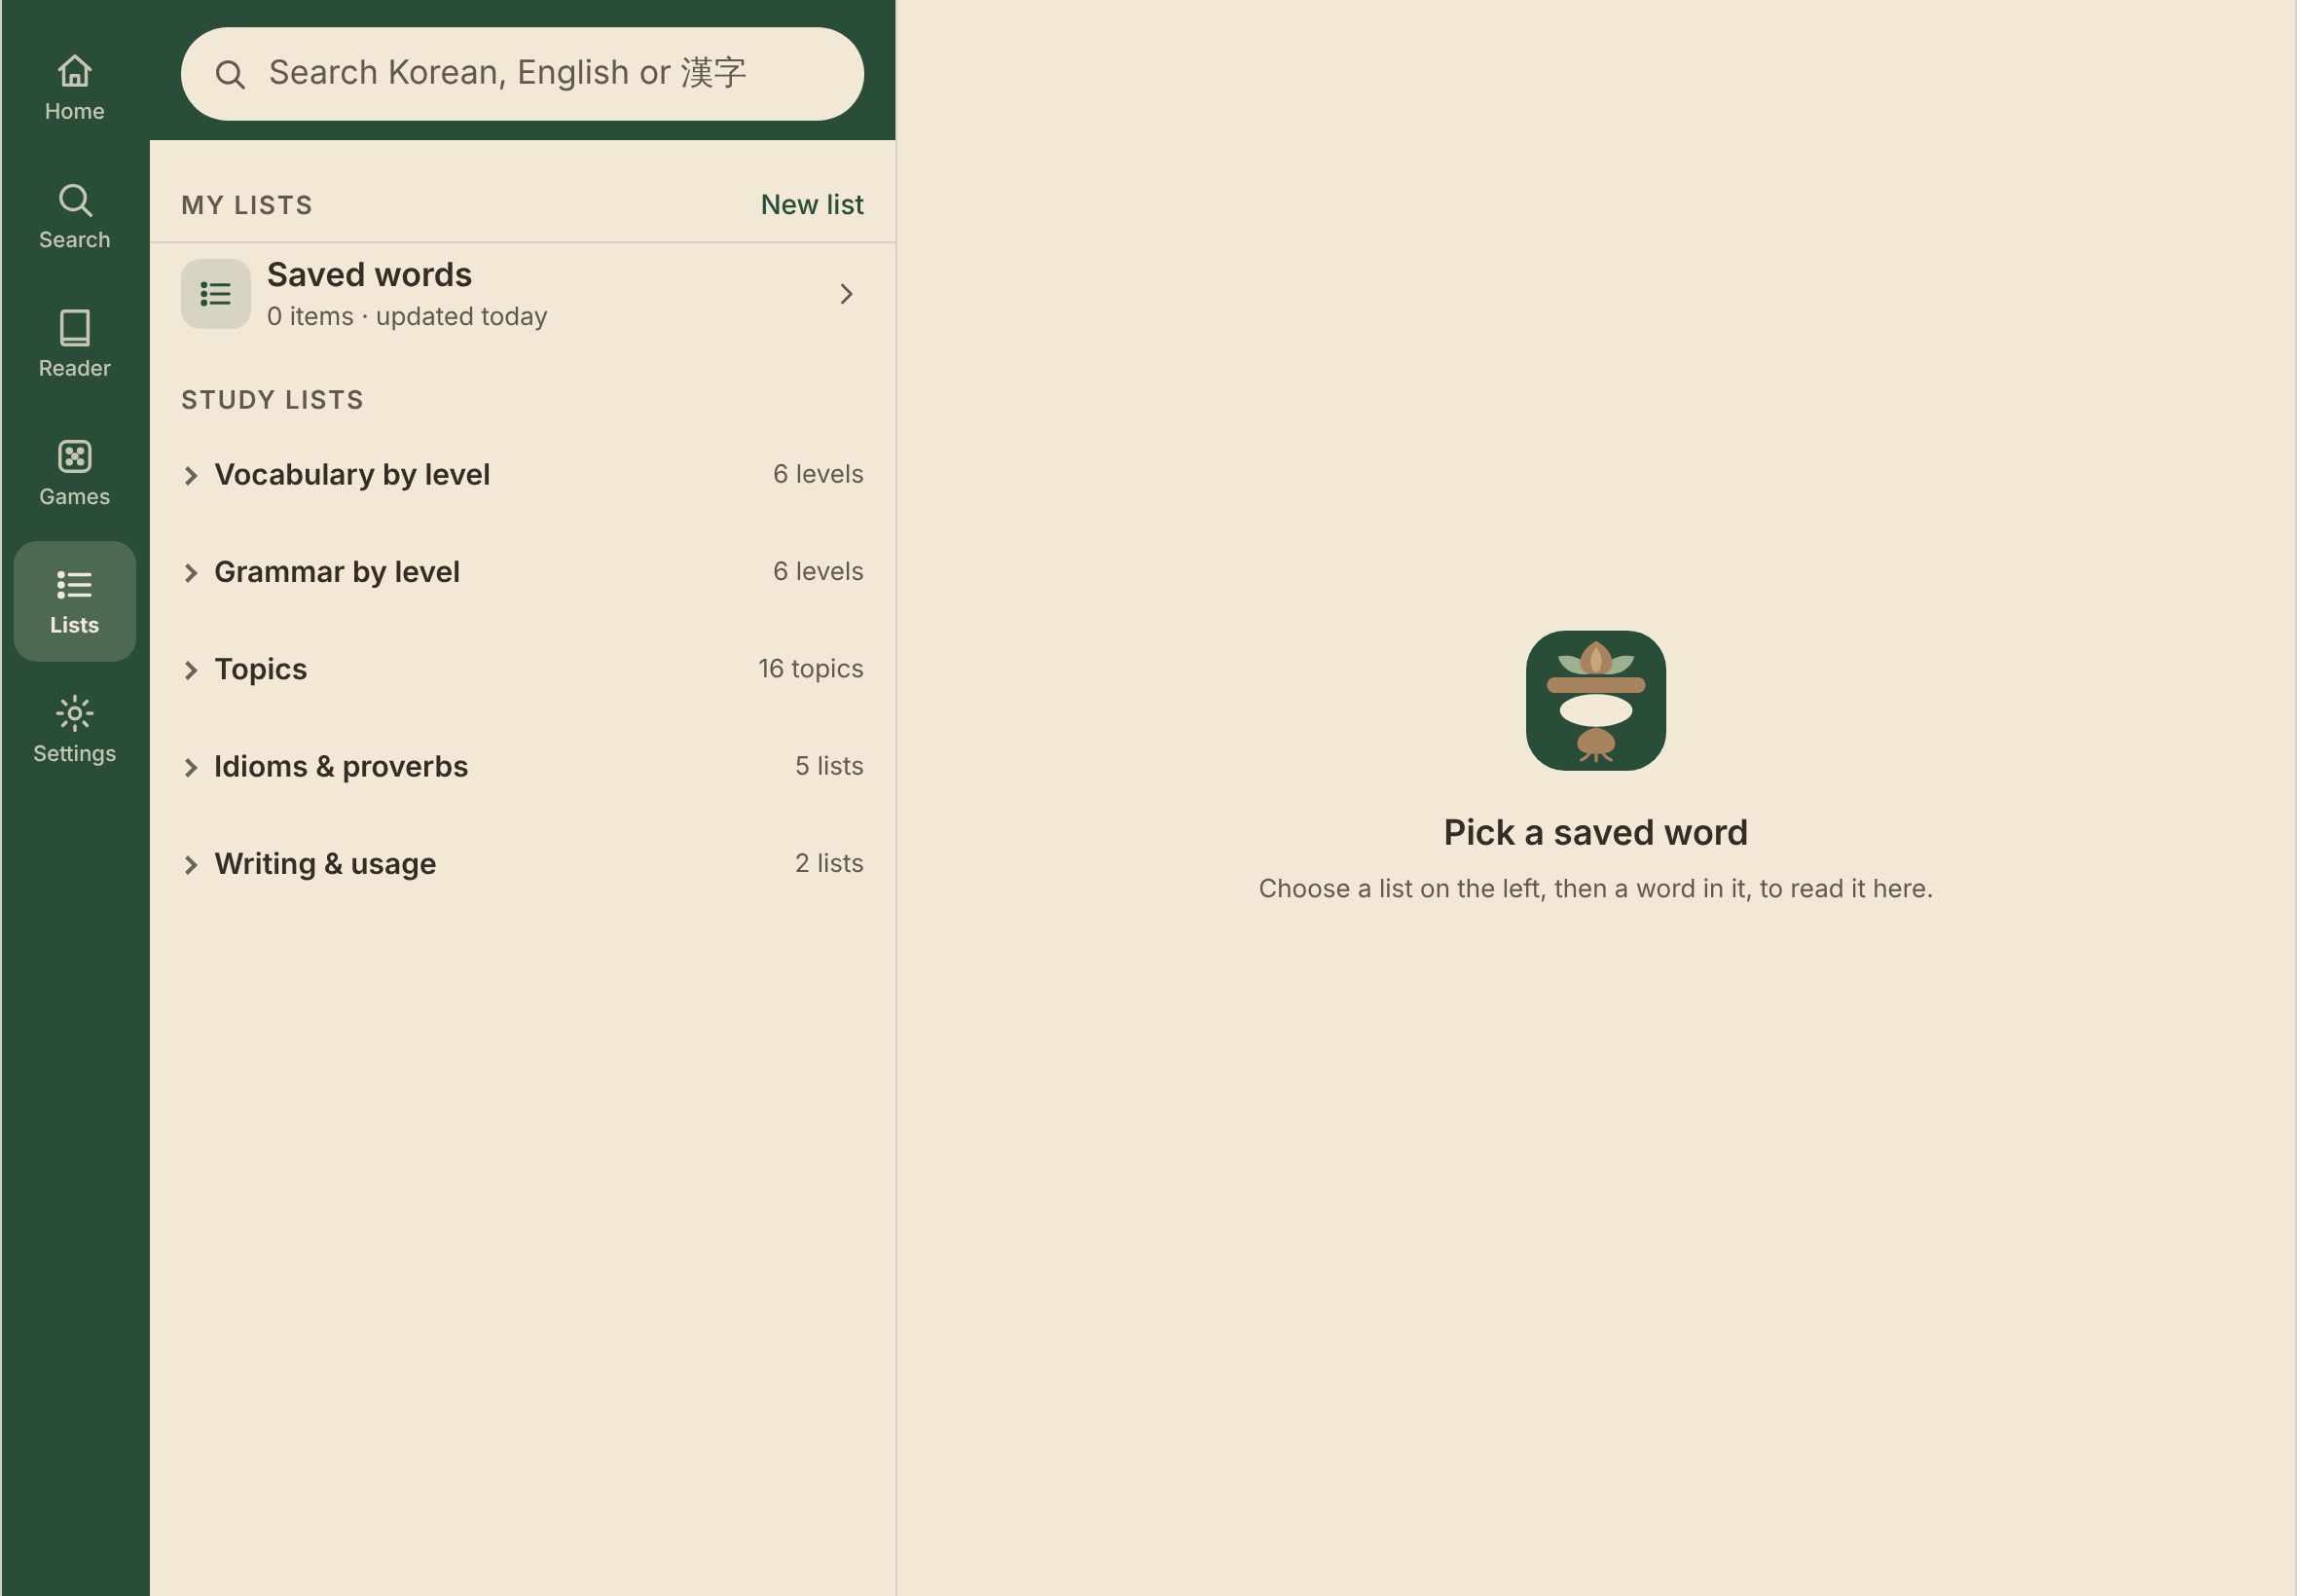 Home
Search
Reader
Games
Lists
Settings
Search Korean, English or 漢字
MY LISTS
New list
Saved words
0 items · updated today
STUDY LISTS
Vocabulary by level
6 levels
Grammar by level
6 levels
Topics
16 topics
Idioms & proverbs
5 lists
Writing & usage
2 lists
Pick a saved word
Choose a list on the left, then a word in it, to read it here.